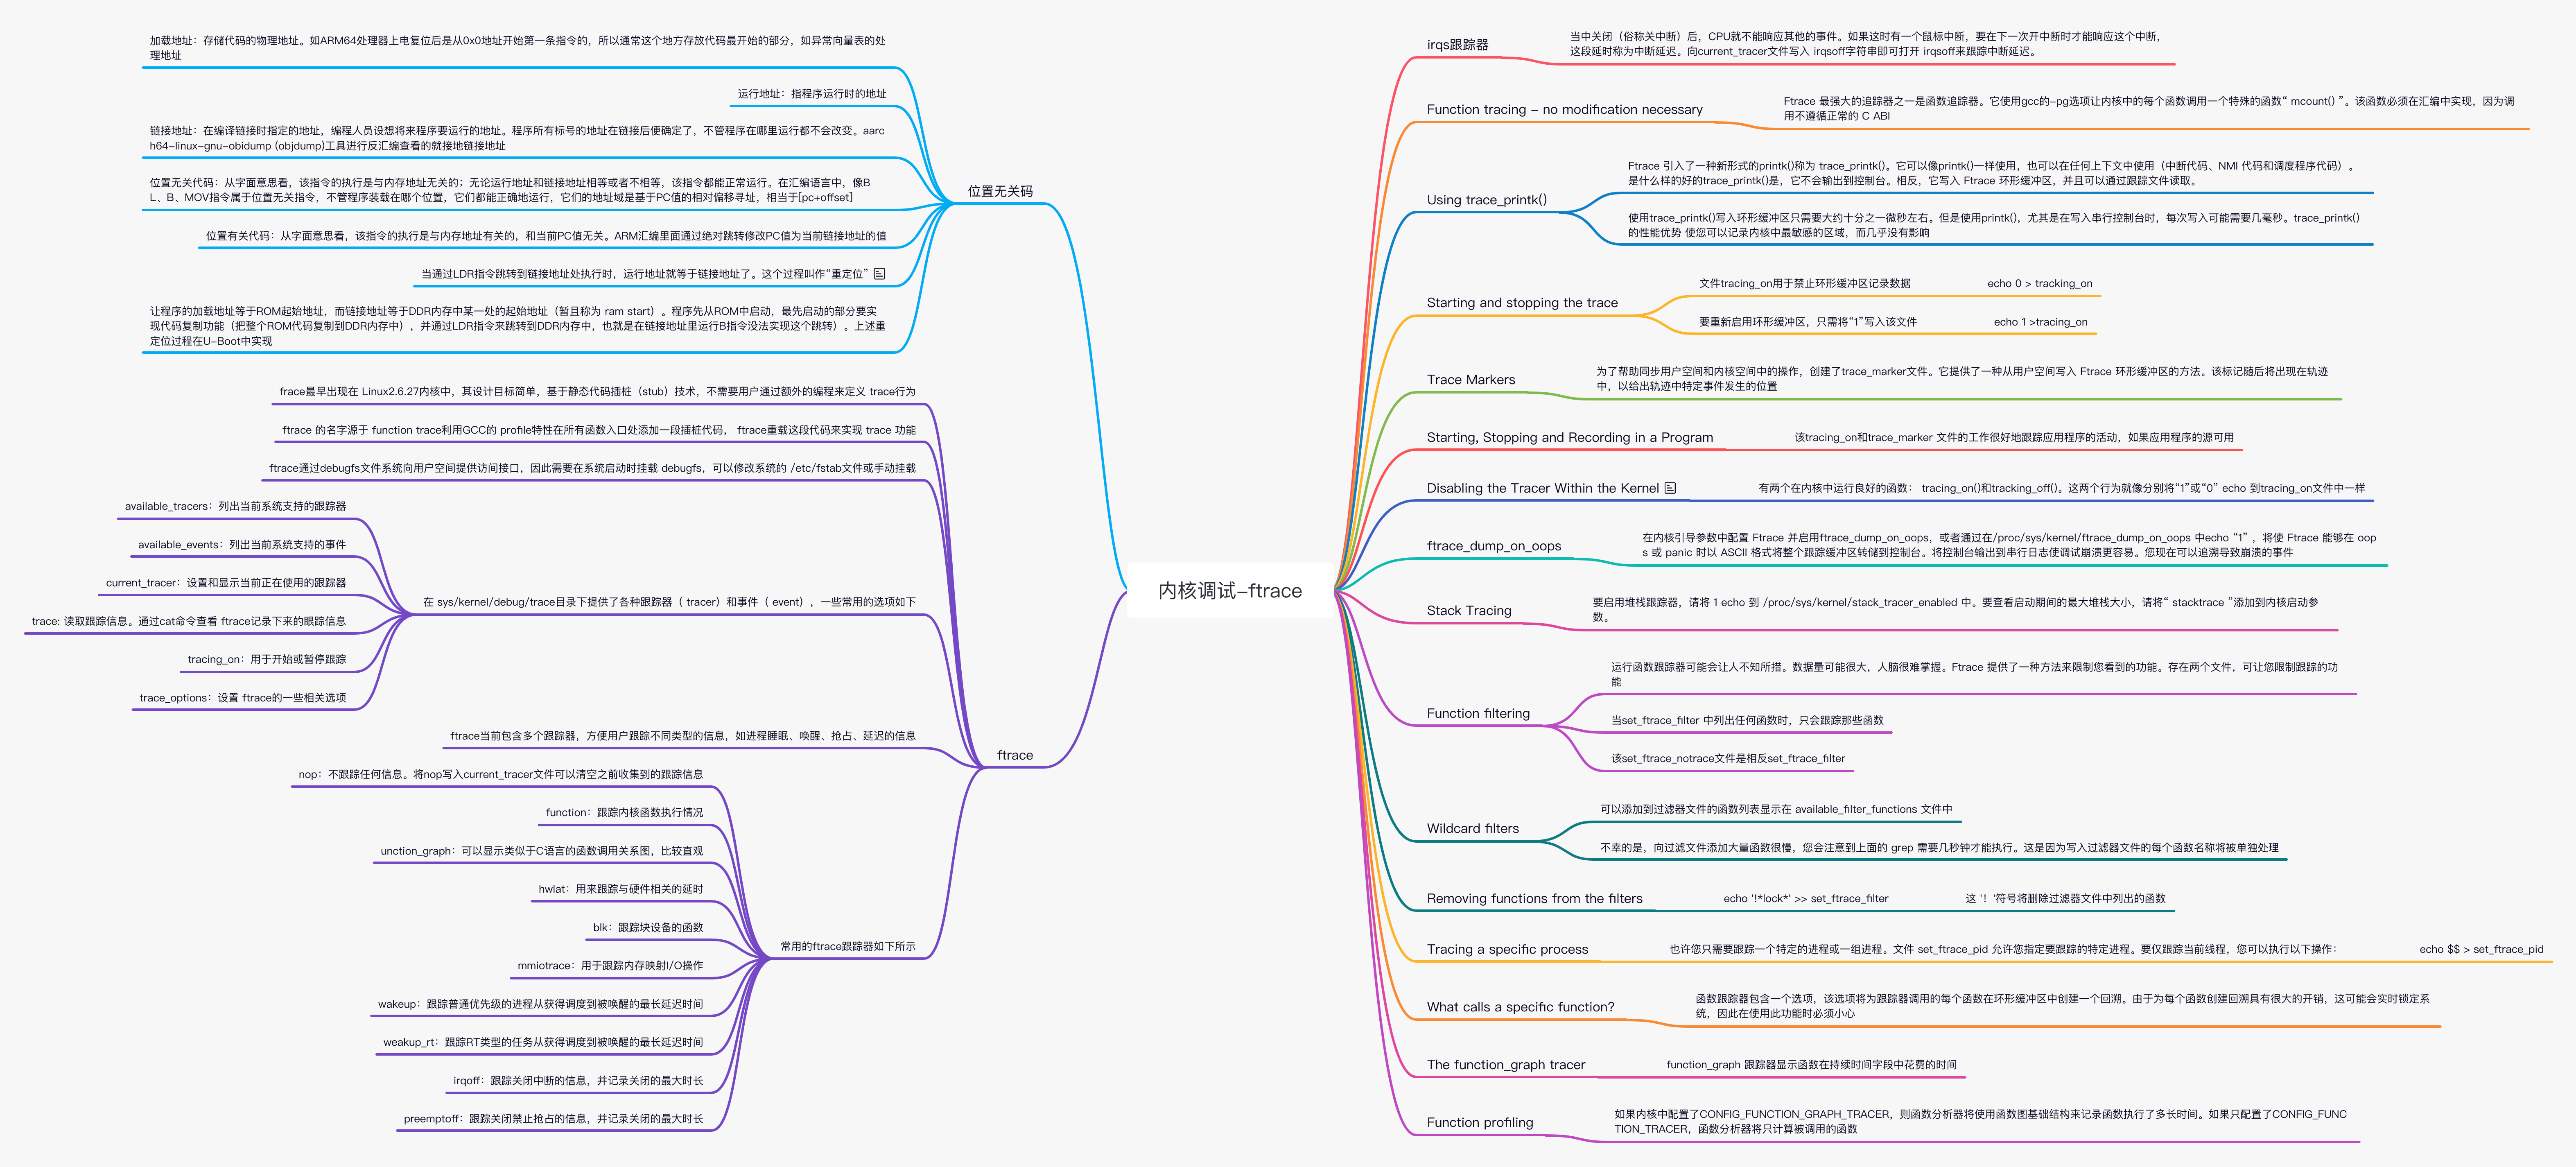 加载地址：存储代码的物理地址。如ARM64处理器上电复位后是从0x0地址开始第一条指令的，所以通常这个地方存放代码最开始的部分，如异常向量表的处
理地址
运行地址：指程序运行时的地址
链接地址：在编译链接时指定的地址，编程人员设想将来程序要运行的地址。程序所有标号的地址在链接后便确定了，不管程序在哪里运行都不会改变。aarc
h64-linux-gnu-obidump (objdump)工具进行反汇编查看的就接地链接地址
位置无关代码：从字面意思看，该指令的执行是与内存地址无关的；无论运行地址和链接地址相等或者不相等，该指令都能正常运行。在汇编语言中，像B
L、B、MOV指令属于位置无关指令，不管程序装载在哪个位置，它们都能正确地运行，它们的地址域是基于PC值的相对偏移寻址，相当于[pc+offset]
位置有关代码：从字面意思看，该指令的执行是与内存地址有关的，和当前PC值无关。ARM汇编里面通过绝对跳转修改PC值为当前链接地址的值
当通过LDR指令跳转到链接地址处执行时，运行地址就等于链接地址了。这个过程叫作“重定位”
让程序的加载地址等于ROM起始地址，而链接地址等于DDR内存中某一处的起始地址（暂且称为 ram start）。程序先从ROM中启动，最先启动的部分要实
现代码复制功能（把整个ROM代码复制到DDR内存中），并通过LDR指令来跳转到DDR内存中，也就是在链接地址里运行B指令没法实现这个跳转）。上述重
定位过程在U-Boot中实现
位置无关码
frace最早出现在 Linux2.6.27内核中，其设计目标简单，基于静态代码插桩（stub）技术，不需要用户通过额外的编程来定义 trace行为
ftrace 的名字源于 function trace利用GCC的 profile特性在所有函数入口处添加一段插桩代码， ftrace重载这段代码来实现 trace 功能
ftrace通过debugfs文件系统向用户空间提供访问接口，因此需要在系统启动时挂载 debugfs，可以修改系统的 /etc/fstab文件或手动挂载
available_tracers：列出当前系统支持的跟踪器
available_events：列出当前系统支持的事件
current_tracer：设置和显示当前正在使用的跟踪器
trace: 读取跟踪信息。通过cat命令查看 ftrace记录下来的眼踪信息
tracing_on：用于开始或暂停跟踪
trace_options：设置 ftrace的一些相关选项
在 sys/kernel/debug/trace目录下提供了各种跟踪器（ tracer）和事件（ event），一些常用的选项如下
ftrace当前包含多个跟踪器，方便用户跟踪不同类型的信息，如进程睡眠、唤醒、抢占、延迟的信息
nop：不跟踪任何信息。将nop写入current_tracer文件可以清空之前收集到的跟踪信息
function：跟踪内核函数执行情况
unction_graph：可以显示类似于C语言的函数调用关系图，比较直观
hwlat：用来跟踪与硬件相关的延时
blk：跟踪块设备的函数
mmiotrace：用于跟踪内存映射I/O操作
wakeup：跟踪普通优先级的进程从获得调度到被唤醒的最长延迟时间
weakup_rt：跟踪RT类型的任务从获得调度到被唤醒的最长延迟时间
irqoff：跟踪关闭中断的信息，并记录关闭的最大时长
preemptoff：跟踪关闭禁止抢占的信息，并记录关闭的最大时长
常用的ftrace跟踪器如下所示
ftrace
内核调试-ftrace
irqs跟踪器
当中关闭（俗称关中断）后，CPU就不能响应其他的事件。如果这时有一个鼠标中断，要在下一次开中断时才能响应这个中断，
这段延时称为中断延迟。向current_tracer文件写入 irqsoff字符串即可打开 irqsoff来跟踪中断延迟。
Function tracing - no modification necessary
Ftrace 最强大的追踪器之一是函数追踪器。它使用gcc的-pg选项让内核中的每个函数调用一个特殊的函数“ mcount() ”。该函数必须在汇编中实现，因为调
用不遵循正常的 C ABI
Using trace_printk()
Ftrace 引入了一种新形式的printk()称为 trace_printk()。它可以像printk()一样使用，也可以在任何上下文中使用（中断代码、NMI 代码和调度程序代码）。
是什么样的好的trace_printk()是，它不会输出到控制台。相反，它写入 Ftrace 环形缓冲区，并且可以通过跟踪文件读取。
使用trace_printk()写入环形缓冲区只需要大约十分之一微秒左右。但是使用printk()，尤其是在写入串行控制台时，每次写入可能需要几毫秒。trace_printk()
的性能优势 使您可以记录内核中最敏感的区域，而几乎没有影响
Starting and stopping the trace
文件tracing_on用于禁止环形缓冲区记录数据
echo 0 > tracking_on
要重新启用环形缓冲区，只需将“1”写入该文件
echo 1 >tracing_on
Trace Markers
为了帮助同步用户空间和内核空间中的操作，创建了trace_marker文件。它提供了一种从用户空间写入 Ftrace 环形缓冲区的方法。该标记随后将出现在轨迹
中，以给出轨迹中特定事件发生的位置
Starting, Stopping and Recording in a Program
该tracing_on和trace_marker 文件的工作很好地跟踪应用程序的活动，如果应用程序的源可用
Disabling the Tracer Within the Kernel
有两个在内核中运行良好的函数： tracing_on()和tracking_off()。这两个行为就像分别将“1”或“0” echo 到tracing_on文件中一样
ftrace_dump_on_oops
在内核引导参数中配置 Ftrace 并启用ftrace_dump_on_oops，或者通过在/proc/sys/kernel/ftrace_dump_on_oops 中echo “1” ，将使 Ftrace 能够在 oop
s 或 panic 时以 ASCII 格式将整个跟踪缓冲区转储到控制台。将控制台输出到串行日志使调试崩溃更容易。您现在可以追溯导致崩溃的事件
Stack Tracing
要启用堆栈跟踪器，请将 1 echo 到 /proc/sys/kernel/stack_tracer_enabled 中。要查看启动期间的最大堆栈大小，请将“ stacktrace ”添加到内核启动参
数。
Function filtering
运行函数跟踪器可能会让人不知所措。数据量可能很大，人脑很难掌握。Ftrace 提供了一种方法来限制您看到的功能。存在两个文件，可让您限制跟踪的功
能
当set_ftrace_filter 中列出任何函数时，只会跟踪那些函数
该set_ftrace_notrace文件是相反set_ftrace_filter
Wildcard filters
可以添加到过滤器文件的函数列表显示在 available_filter_functions 文件中
不幸的是，向过滤文件添加大量函数很慢，您会注意到上面的 grep 需要几秒钟才能执行。这是因为写入过滤器文件的每个函数名称将被单独处理
Removing functions from the filters
echo '!*lock*' >> set_ftrace_filter
这 '！'符号将删除过滤器文件中列出的函数
Tracing a specific process
也许您只需要跟踪一个特定的进程或一组进程。文件 set_ftrace_pid 允许您指定要跟踪的特定进程。要仅跟踪当前线程，您可以执行以下操作：
echo $$ > set_ftrace_pid
What calls a specific function?
函数跟踪器包含一个选项，该选项将为跟踪器调用的每个函数在环形缓冲区中创建一个回溯。由于为每个函数创建回溯具有很大的开销，这可能会实时锁定系
统，因此在使用此功能时必须小心
The function_graph tracer
function_graph 跟踪器显示函数在持续时间字段中花费的时间
Function profiling
如果内核中配置了CONFIG_FUNCTION_GRAPH_TRACER，则函数分析器将使用函数图基础结构来记录函数执行了多长时间。如果只配置了CONFIG_FUNC
TION_TRACER，函数分析器将只计算被调用的函数